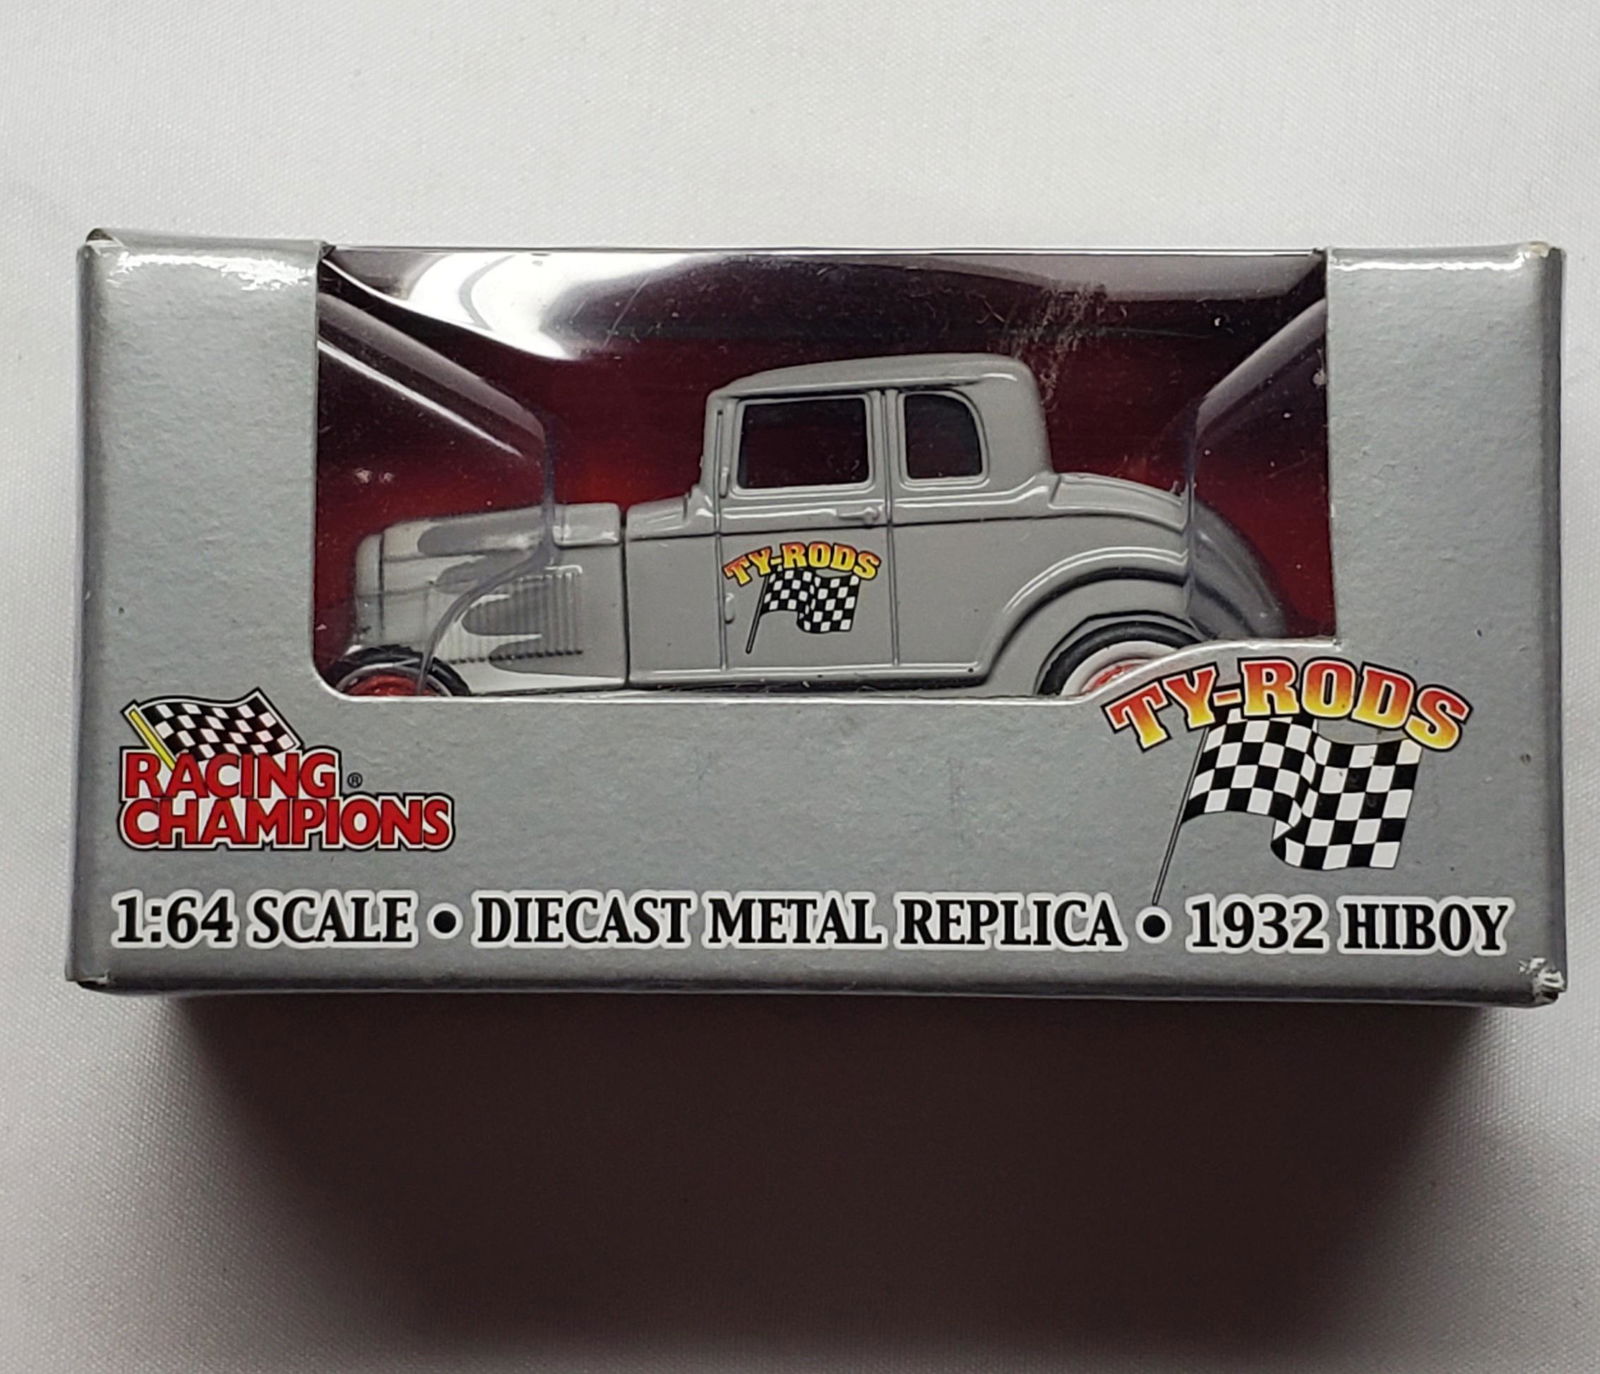 TY-RODS
TY-RODS
RACING ®
CHAMPIONS
1:64 SCALE • DIECAST METAL REPLICA • 1932 HIBOY